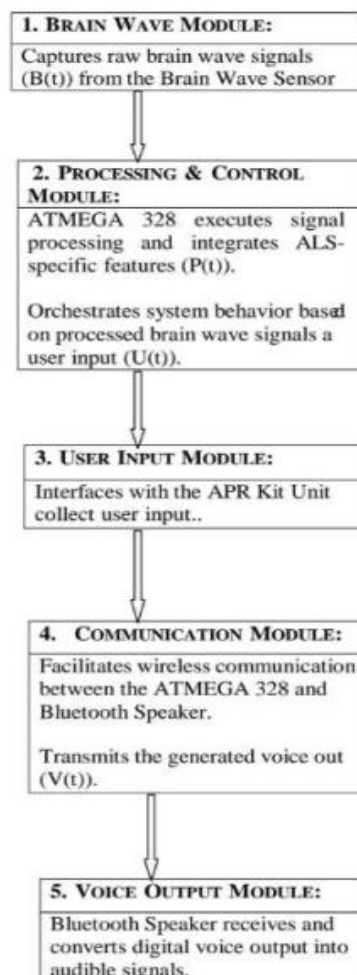 1. BRAIN WAVE MODULE:
Captures raw brain wave signals
(B(t)) from the Brain Wave Sensor
2. PROCESSING & CONTROL
MODULE:
ATMEGA 328 executes signal
processing and integrates ALS-
specific features (P(t)).
Orchestrates system behavior based
on processed brain wave signals a
user input (U(t)).
3. USER INPUT MODULE:
Interfaces with the APR Kit Unit
collect user input..
4. COMMUNICATION MODULE:
Facilitates wireless communication
between the ATMEGA 328 and
Bluetooth Speaker.
Transmits the generated voice out
(V(t)).
5. VOICE OUTPUT MODULE:
Bluetooth Speaker receives and
converts digital voice output into
audible signals.